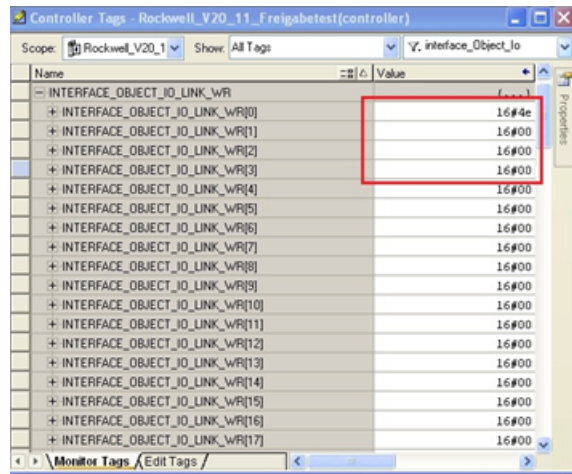 Controller Tags - Rockwell_V20_11_Freigabetest(controller)
Scope: Rockwell_V20_1 Show: All Tags interface_Object_Io
Name Value
INTERFACE_OBJECT_IO_LINK_WR {...}
INTERFACE_OBJECT_IO_LINK_WR[0] 16#4e
INTERFACE_OBJECT_IO_LINK_WR[1] 16#00
INTERFACE_OBJECT_IO_LINK_WR[2] 16#00
INTERFACE_OBJECT_IO_LINK_WR[3] 16#00
INTERFACE_OBJECT_IO_LINK_WR[4] 16#00
INTERFACE_OBJECT_IO_LINK_WR[5] 16#00
INTERFACE_OBJECT_IO_LINK_WR[6] 16#00
INTERFACE_OBJECT_IO_LINK_WR[7] 16#00
INTERFACE_OBJECT_IO_LINK_WR[8] 16#00
INTERFACE_OBJECT_IO_LINK_WR[9] 16#00
INTERFACE_OBJECT_IO_LINK_WR[10] 16#00
INTERFACE_OBJECT_IO_LINK_WR[11] 16#00
INTERFACE_OBJECT_IO_LINK_WR[12] 16#00
INTERFACE_OBJECT_IO_LINK_WR[13] 16#00
INTERFACE_OBJECT_IO_LINK_WR[14] 16#00
INTERFACE_OBJECT_IO_LINK_WR[15] 16#00
INTERFACE_OBJECT_IO_LINK_WR[16] 16#00
INTERFACE_OBJECT_IO_LINK_WR[17] 16#00
Monitor Tags Edit Tags
Properties